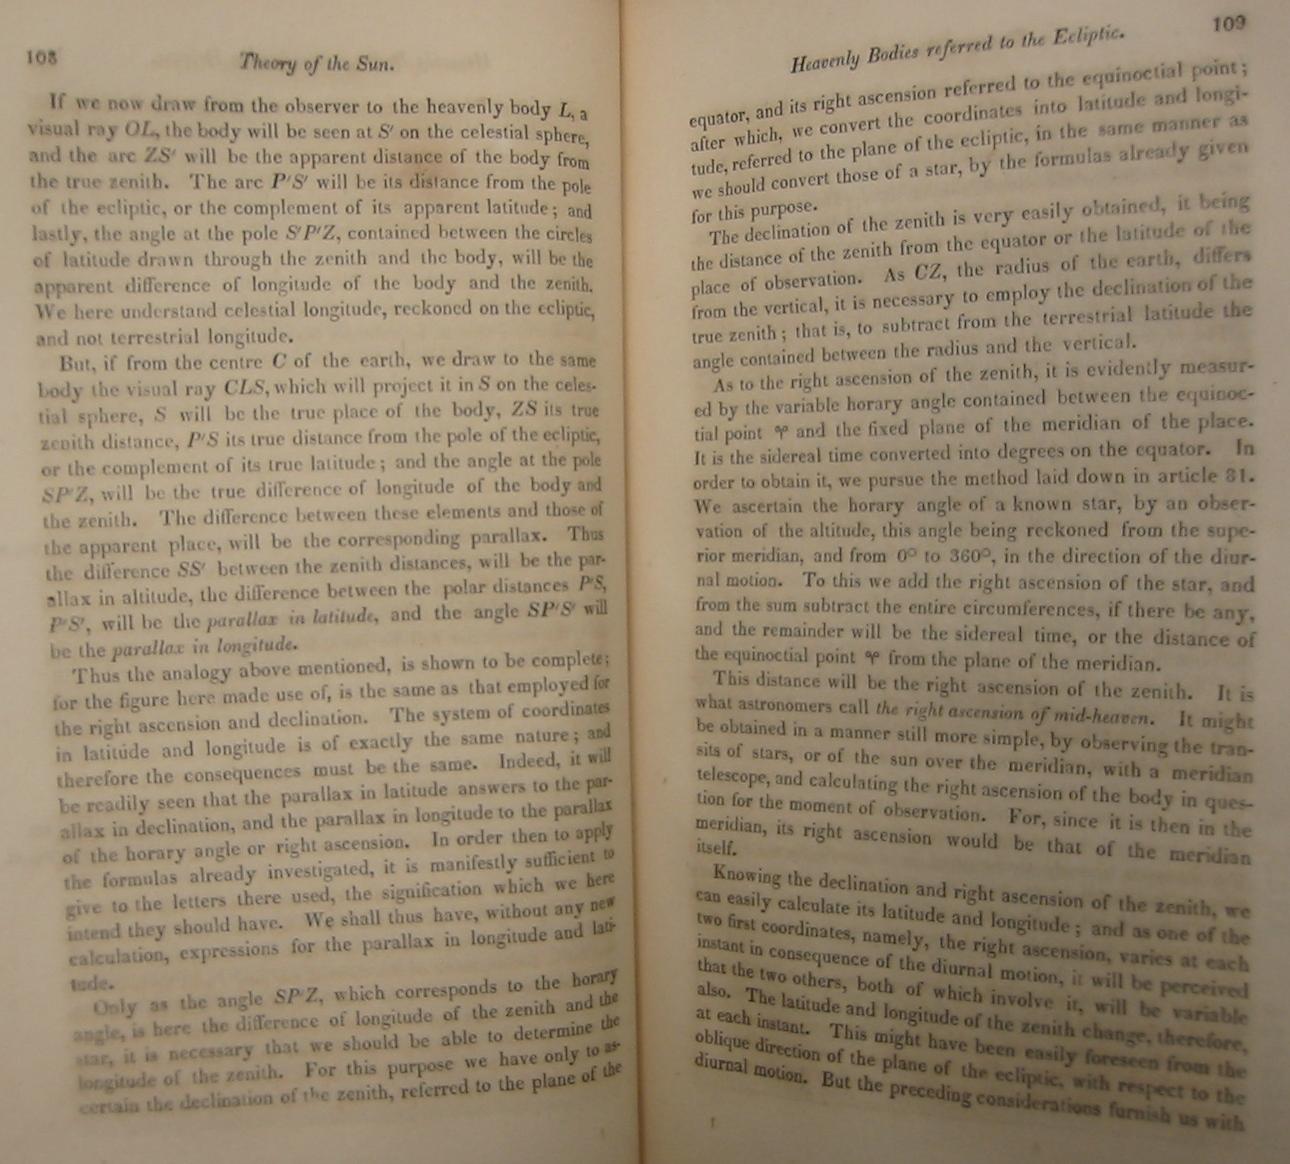 108
Theory of the Sun.
If we now draw from the observer to the heavenly body L, a
visual ray OL, the body will be seen at S′ on the celestial sphere,
and the arc ZS′ will be the apparent distance of the body from
the true zenith. The arc P′S′ will be its distance from the pole
of the ecliptic, or the complement of its apparent latitude; and
lastly, the angle at the pole S′P′Z, contained between the circles
of latitude drawn through the zenith and the body, will be the
apparent difference of longitude of the body and the zenith.
We here understand celestial longitude, reckoned on the ecliptic,
and not terrestrial longitude.
But, if from the centre C of the earth, we draw to the same
body the visual ray CLS, which will project it in S on the celes-
tial sphere, S will be the true place of the body, ZS its true
zenith distance, P′S its true distance from the pole of the ecliptic,
or the complement of its true latitude; and the angle at the pole
SP′Z, will be the true difference of longitude of the body and
the zenith. The difference between these elements and those of
the apparent place, will be the corresponding parallax. Thus
the difference SS′ between the zenith distances, will be the par-
allax in altitude, the difference between the polar distances P′S,
P′S′, will be the parallax in latitude, and the angle SP′S′ will
be the parallax in longitude.
Thus the analogy above mentioned, is shown to be complete;
for the figure here made use of, is the same as that employed for
the right ascension and declination. The system of coordinates
in latitude and longitude is of exactly the same nature; and
therefore the consequences must be the same. Indeed, it will
be readily seen that the parallax in latitude answers to the par-
allax in declination, and the parallax in longitude to the parallax
of the horary angle or right ascension. In order then to apply
the formulas already investigated, it is manifestly sufficient to
give to the letters there used, the signification which we here
intend they should have. We shall thus have, without any new
calculation, expressions for the parallax in longitude and lati-
tude.
Only as the angle SP′Z, which corresponds to the horary
angle, is here the difference of longitude of the zenith and the
star, it is necessary that we should be able to determine the
longitude of the zenith. For this purpose we have only to as-
certain the declination of the zenith, referred to the plane of the
Heavenly Bodies referred to the Ecliptic.
109
equator, and its right ascension referred to the equinoctial point;
after which, we convert the coordinates into latitude and longi-
tude, referred to the plane of the ecliptic, in the same manner as
we should convert those of a star, by the formulas already given
for this purpose.
The declination of the zenith is very easily obtained, it being
the distance of the zenith from the equator or the latitude of the
place of observation. As CZ, the radius of the earth, differs
from the vertical, it is necessary to employ the declination of the
true zenith; that is, to subtract from the terrestrial latitude the
angle contained between the radius and the vertical.
As to the right ascension of the zenith, it is evidently measur-
ed by the variable horary angle contained between the equinoc-
tial point ♈ and the fixed plane of the meridian of the place.
It is the sidereal time converted into degrees on the equator. In
order to obtain it, we pursue the method laid down in article 31.
We ascertain the horary angle of a known star, by an obser-
vation of the altitude, this angle being reckoned from the supe-
rior meridian, and from 0° to 360°, in the direction of the diur-
nal motion. To this we add the right ascension of the star, and
from the sum subtract the entire circumferences, if there be any,
and the remainder will be the sidereal time, or the distance of
the equinoctial point ♈ from the plane of the meridian.
This distance will be the right ascension of the zenith. It is
what astronomers call the right ascension of mid-heaven. It might
be obtained in a manner still more simple, by observing the tran-
sits of stars, or of the sun over the meridian, with a meridian
telescope, and calculating the right ascension of the body in ques-
tion for the moment of observation. For, since it is then in the
meridian, its right ascension would be that of the meridian
itself.
Knowing the declination and right ascension of the zenith, we
can easily calculate its latitude and longitude; and as one of the
two first coordinates, namely, the right ascension, varies at each
instant in consequence of the diurnal motion, it will be perceived
that the two others, both of which involve it, will be variable
also. The latitude and longitude of the zenith change, therefore,
at each instant. This might have been easily foreseen from the
oblique direction of the plane of the ecliptic, with respect to the
diurnal motion. But the preceding considerations furnish us with